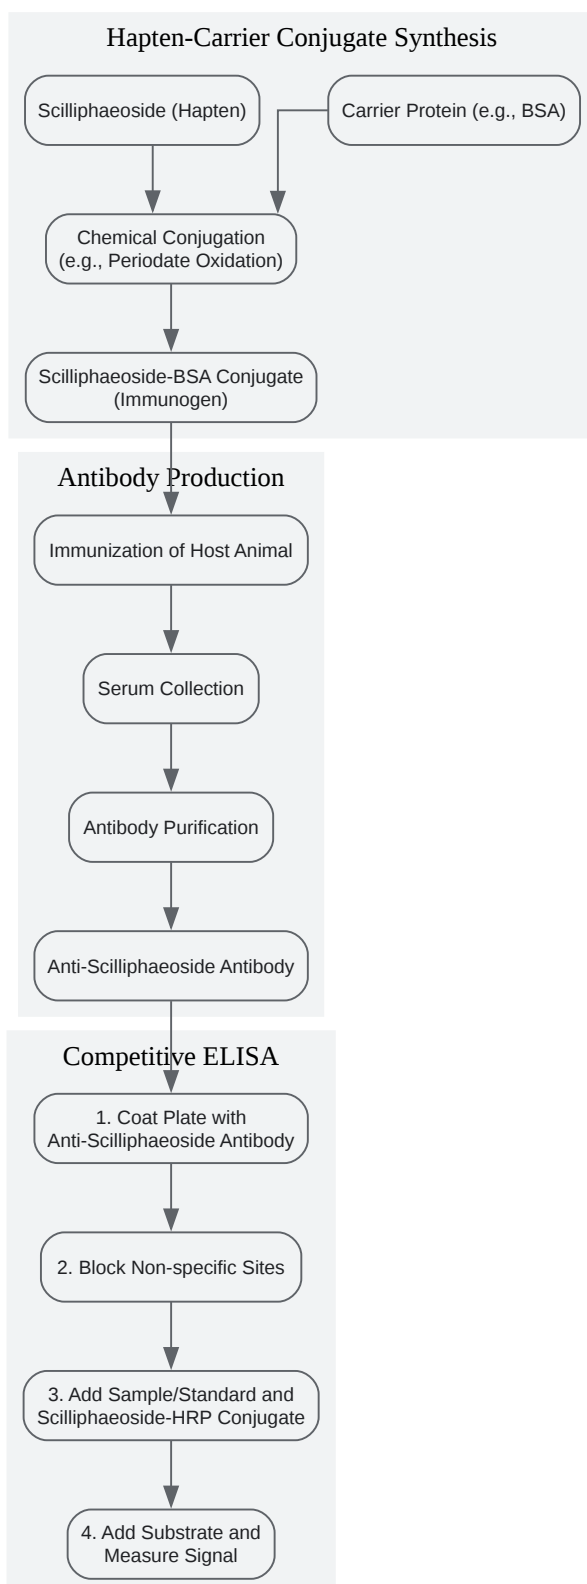 Hapten-Carrier Conjugate Synthesis
Scilliphaeoside (Hapten)
Carrier Protein (e.g., BSA)
Chemical Conjugation
(e.g., Periodate Oxidation)
Scilliphaeoside-BSA Conjugate
(Immunogen)
Antibody Production
Immunization of Host Animal
Serum Collection
Antibody Purification
Anti-Scilliphaeoside Antibody
Competitive ELISA
1. Coat Plate with
Anti-Scilliphaeoside Antibody
2. Block Non-specific Sites
3. Add Sample/Standard and
Scilliphaeoside-HRP Conjugate
4. Add Substrate and
Measure Signal